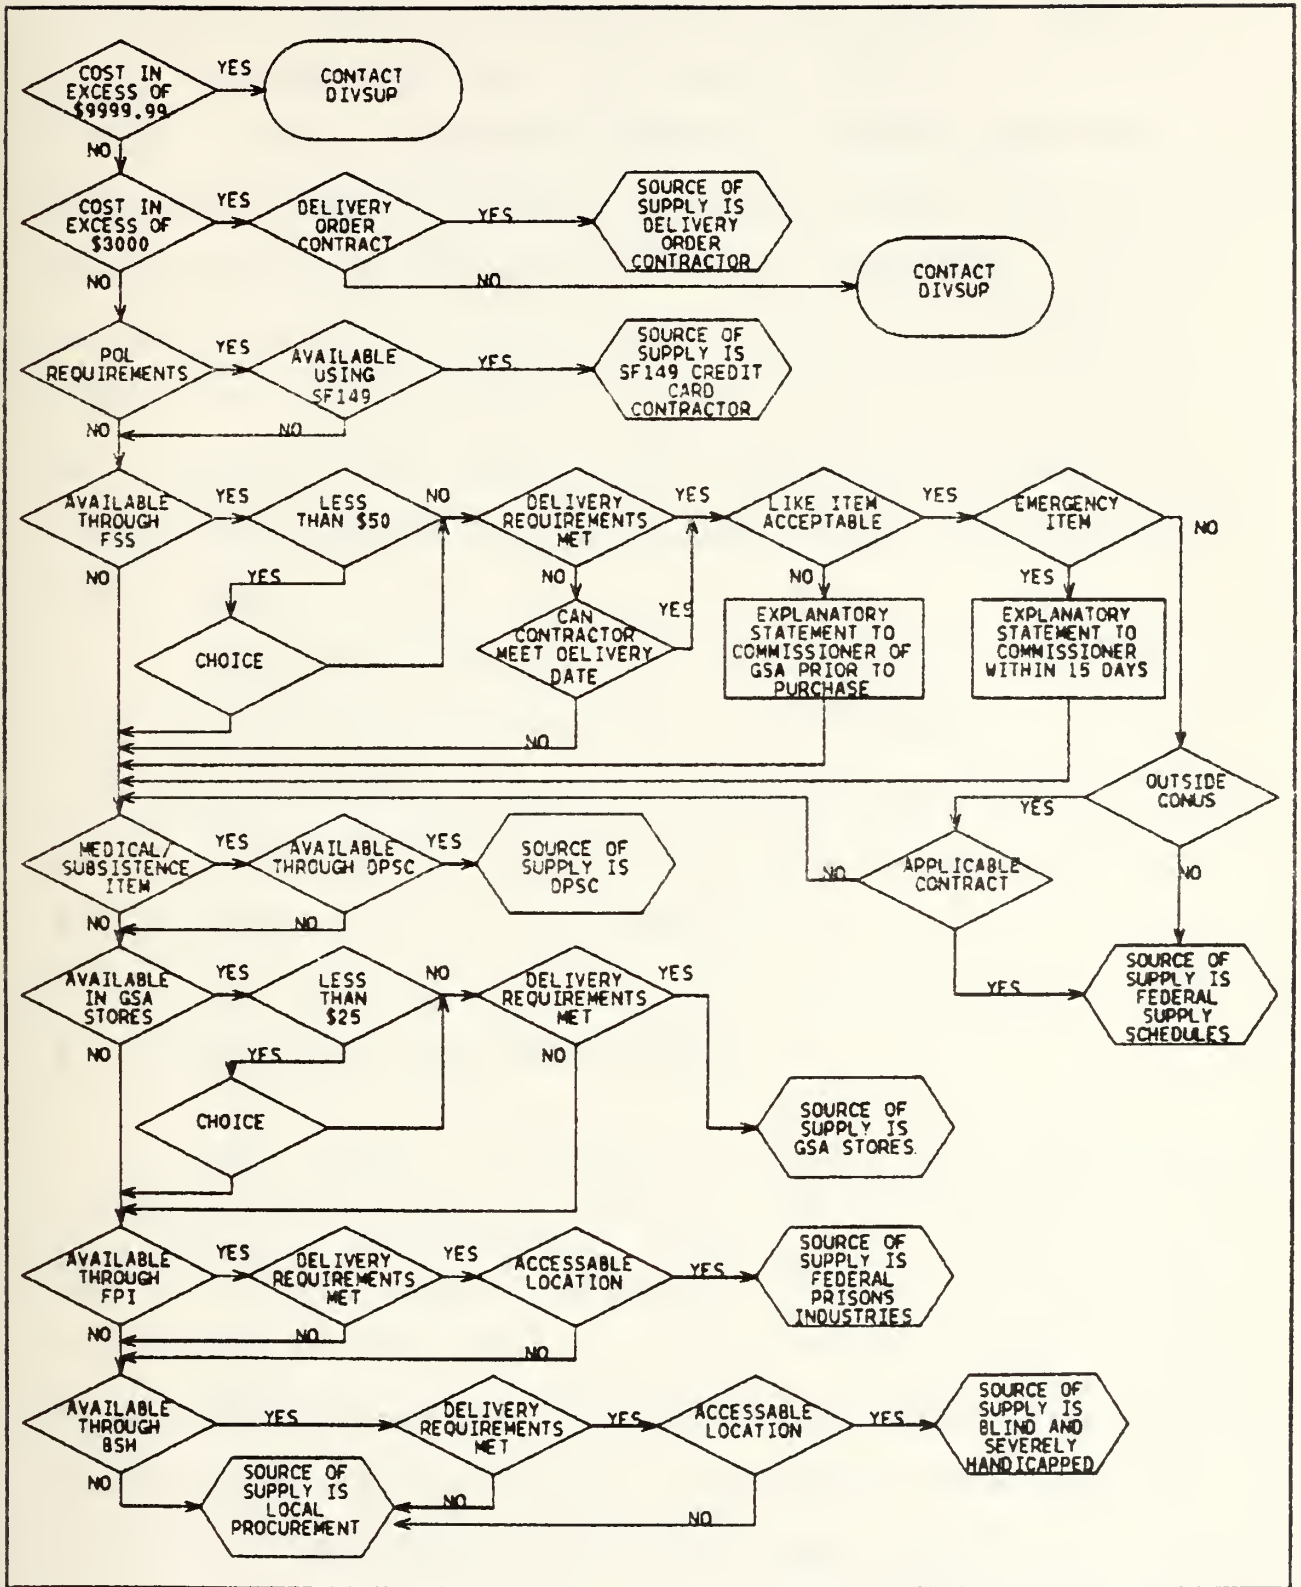 COST IN
EXCESS OF
$9999.99
YES
CONTACT
DIVSUP
NO
COST IN
EXCESS OF
$3000
YES
DELIVERY
ORDER
CONTRACT
YES
SOURCE OF
SUPPLY IS
DELIVERY
ORDER
CONTRACTOR
NO
NO
CONTACT
DIVSUP
POL
REQUIREMENTS
YES
AVAILABLE
USING
SF149
YES
SOURCE OF
SUPPLY IS
SF149 CREDIT
CARD
CONTRACTOR
NO
NO
AVAILABLE
THROUGH
FSS
YES
LESS
THAN $50
NO
DELIVERY
REQUIREMENTS
MET
YES
LIKE ITEM
ACCEPTABLE
YES
EMERGENCY
ITEM
NO
NO
YES
CHOICE
NO
CAN
CONTRACTOR
MEET DELIVERY
DATE
YES
NO
EXPLANATORY
STATEMENT TO
COMMISSIONER OF
GSA PRIOR TO
PURCHASE
YES
EXPLANATORY
STATEMENT TO
COMMISSIONER
WITHIN 15 DAYS
NO
OUTSIDE
CONUS
YES
NO
APPLICABLE
CONTRACT
NO
YES
SOURCE OF
SUPPLY IS
FEDERAL
SUPPLY
SCHEDULES
MEDICAL/
SUBSISTENCE
ITEM
YES
AVAILABLE
THROUGH DPSC
YES
SOURCE OF
SUPPLY IS
DPSC
NO
NO
AVAILABLE
IN GSA
STORES
YES
LESS
THAN
$25
NO
DELIVERY
REQUIREMENTS
MET
YES
NO
YES
NO
CHOICE
SOURCE OF
SUPPLY IS
GSA STORES.
AVAILABLE
THROUGH
FPI
YES
DELIVERY
REQUIREMENTS
MET
YES
ACCESSABLE
LOCATION
YES
SOURCE OF
SUPPLY IS
FEDERAL
PRISONS
INDUSTRIES
NO
NO
NO
AVAILABLE
THROUGH
BSH
YES
DELIVERY
REQUIREMENTS
MET
YES
ACCESSABLE
LOCATION
YES
SOURCE OF
SUPPLY IS
BLIND AND
SEVERELY
HANDICAPPED
NO
SOURCE OF
SUPPLY IS
LOCAL
PROCUREMENT
NO
NO